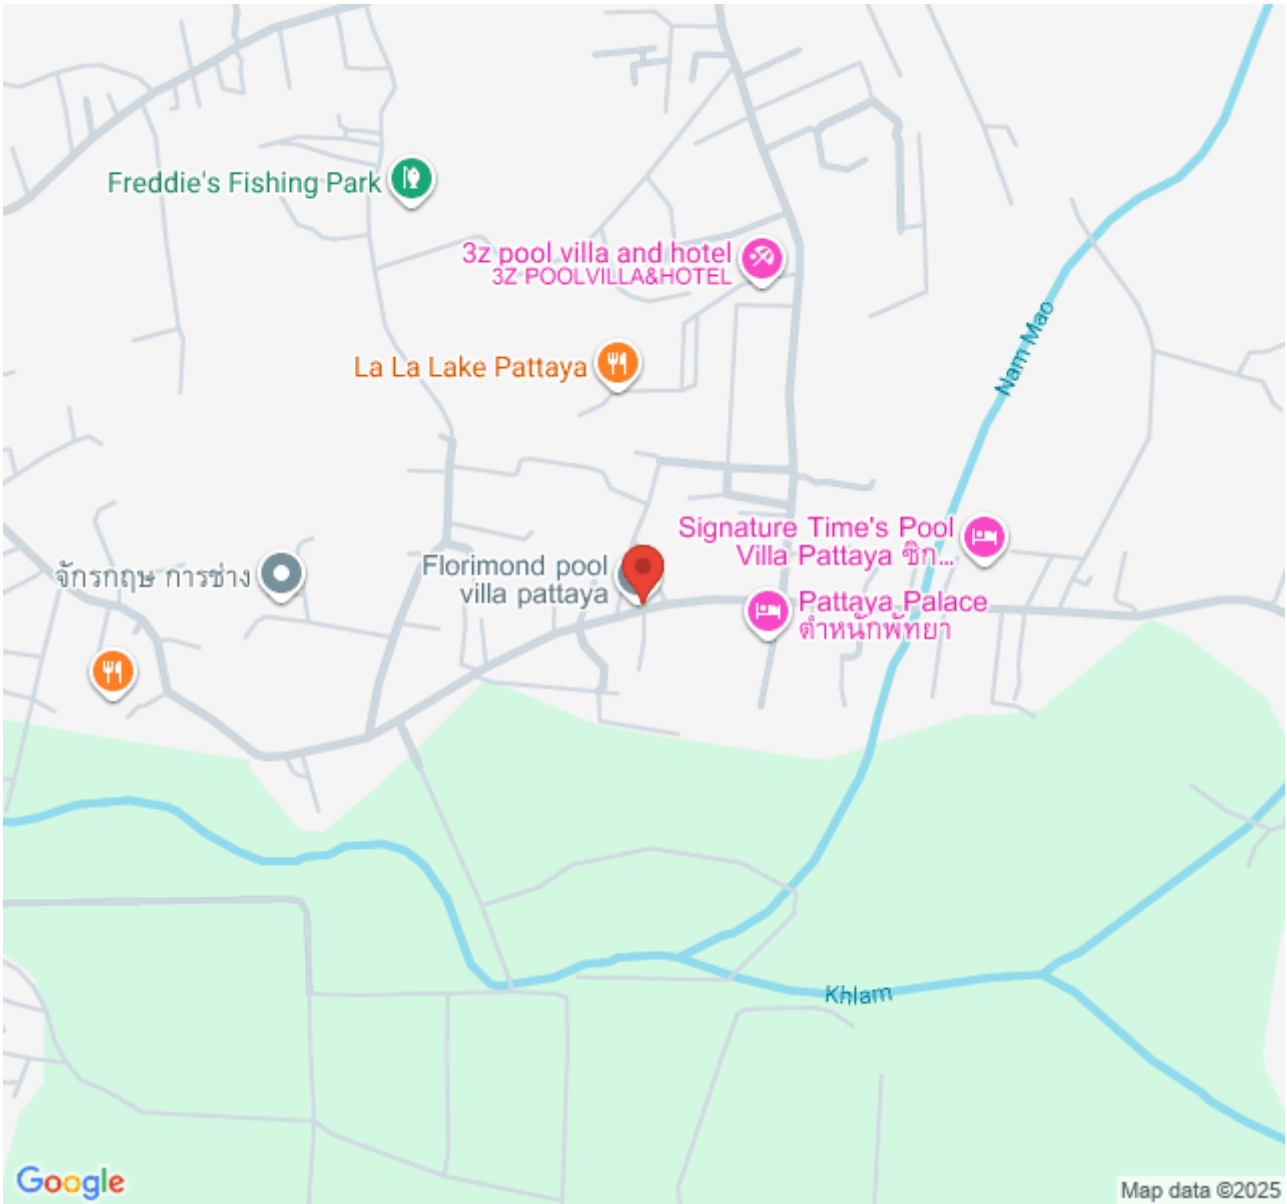 Freddie's Fishing Park
3z pool villa and hotel
3Z POOLVILLA&HOTEL
La La Lake Pattaya
Nam Mao
Signature Time's Pool
Villa Pattaya ซิก...
Florimond pool
villa pattaya
จักรกฤษ การช่าง
Pattaya Palace
ตำหนักพัทยา
Khlam
Google
Map data ©2025